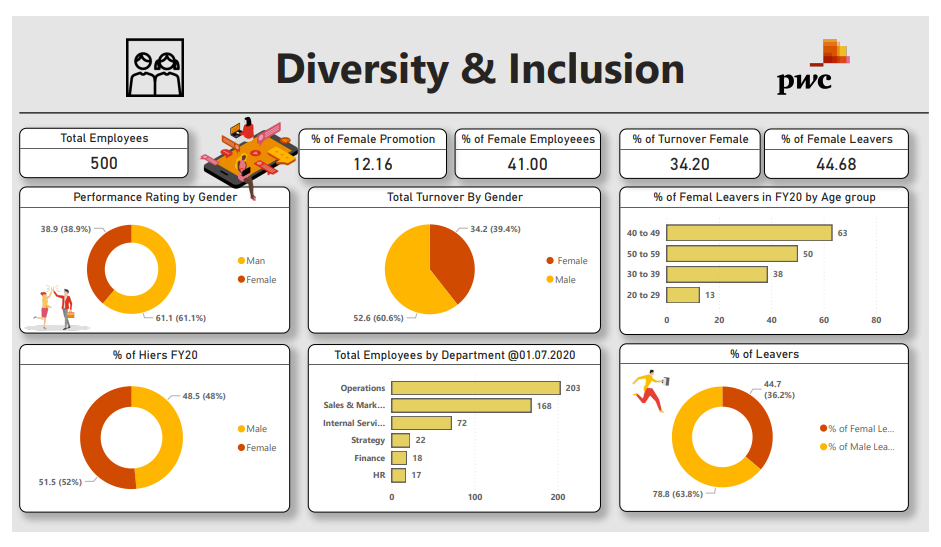 Diversity & Inclusion
pwc
Total Employees
500
% of Female Promotion
12.16
% of Female Employeees
41.00
% of Turnover Female
34.20
% of Female Leavers
44.68
Performance Rating by Gender
38.9 (38.9%)
61.1 (61.1%)
Man
Female
Total Turnover By Gender
34.2 (39.4%)
52.6 (60.6%)
Female
Male
% of Femal Leavers in FY20 by Age group
40 to 49 63
50 to 59 50
30 to 39 38
20 to 29 13
0 20 40 60 80
% of Hiers FY20
48.5 (48%)
51.5 (52%)
Male
Female
Total Employees by Department @01.07.2020
Operations 203
Sales & Mark... 168
Internal Servi... 72
Strategy 22
Finance 18
HR 17
0 100 200
% of Leavers
44.7
(36.2%)
78.8 (63.8%)
% of Femal Le...
% of Male Lea...